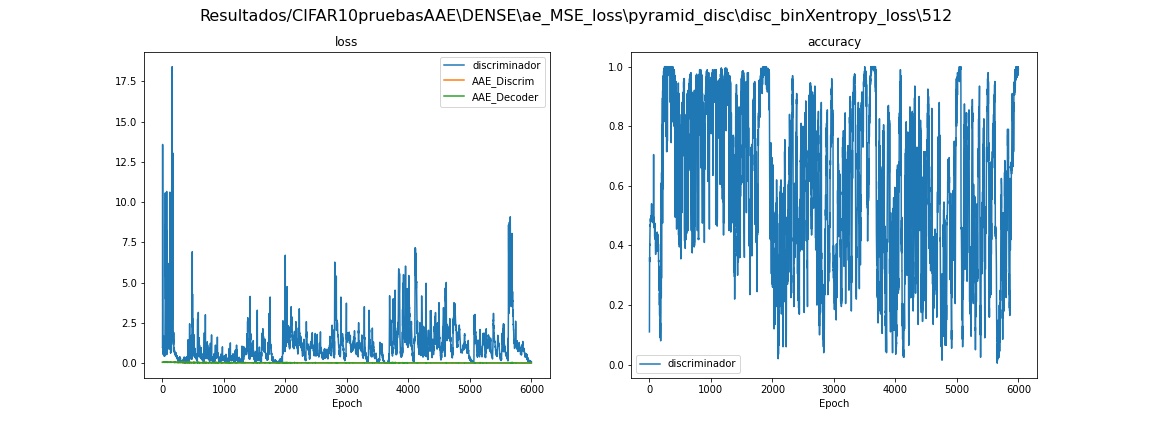 Resultados/CIFAR10pruebasAAE\DENSE\ae_MSE_loss\pyramid_disc\disc_binXentropy_loss\512
loss
17.5
15.0
12.5
10.0
7.5
5.0
2.5
0.0
discriminador
AAE_Discrim
AAE_Decoder
0 1000 2000 3000 4000 5000 6000
Epoch
accuracy
1.0
0.8
0.6
0.4
0.2
0.0
discriminador
0 1000 2000 3000 4000 5000 6000
Epoch